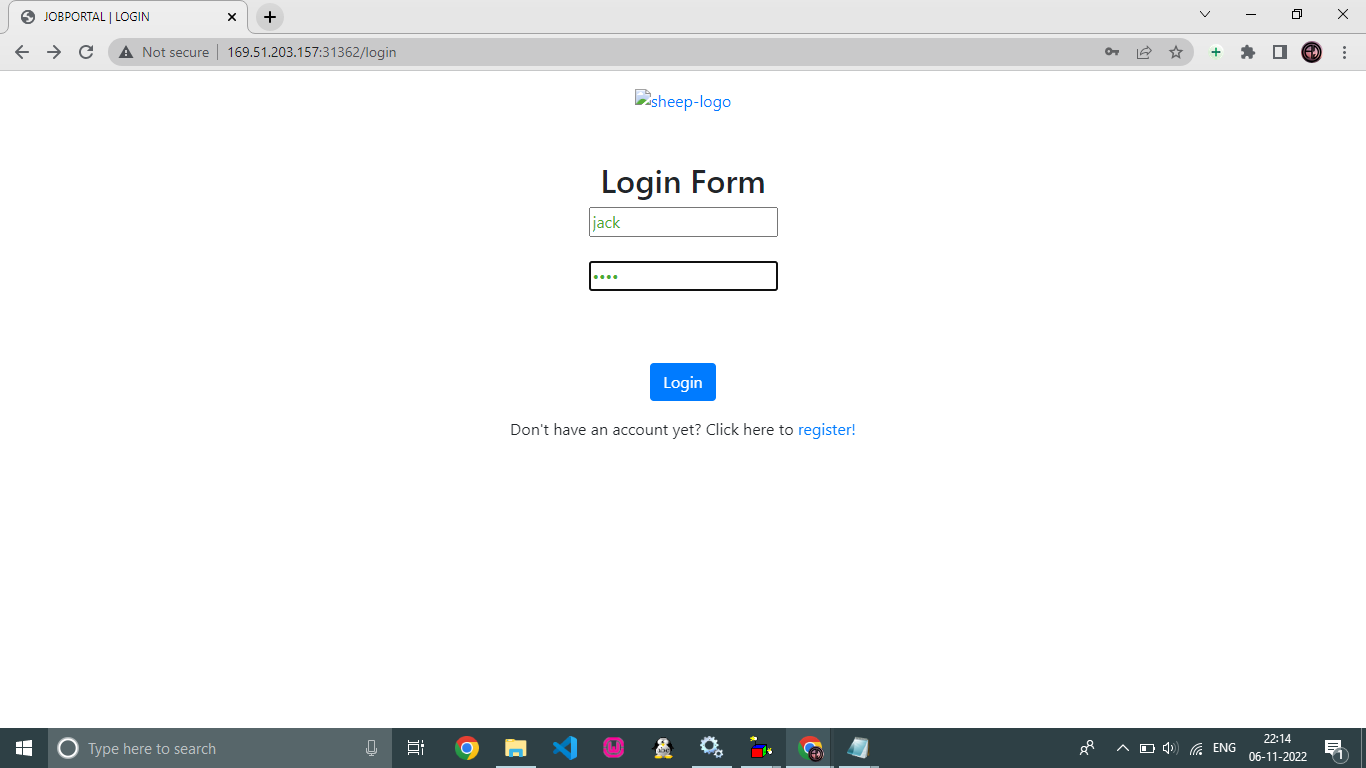 JOBPORTAL | LOGIN
Not secure
169.51.203.157:31362/login
sheep-logo
Login Form
jack
••••
Login
Don't have an account yet? Click here to register!
Type here to search
ENG
22:14
06-11-2022
1